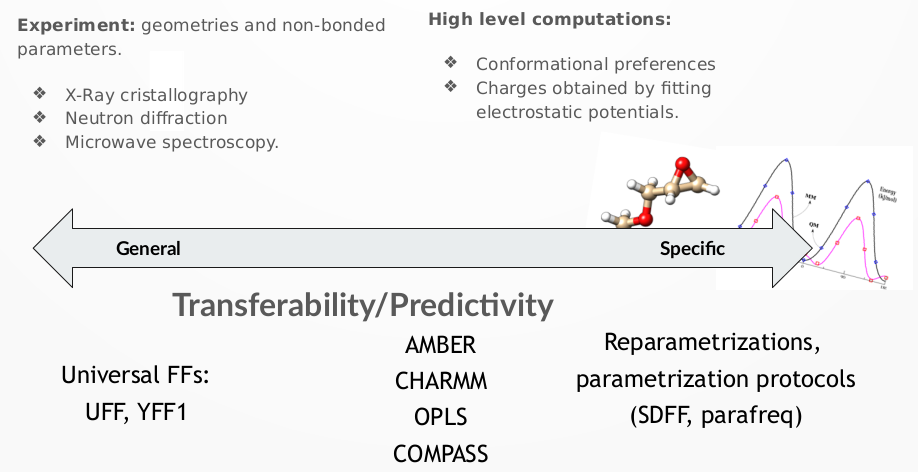 Experiment: geometries and non-bonded
parameters.
❖ X-Ray cristallography
❖ Neutron diffraction
❖ Microwave spectroscopy.
High level computations:
❖ Conformational preferences
❖ Charges obtained by fitting
electrostatic potentials.
Energy
(kJ/mol)
MM
QM
General
Specific
Transferability/Predictivity
Universal FFs:
UFF, YFF1
AMBER
CHARMM
OPLS
COMPASS
Reparametrizations,
parametrization protocols
(SDFF, parafreq)